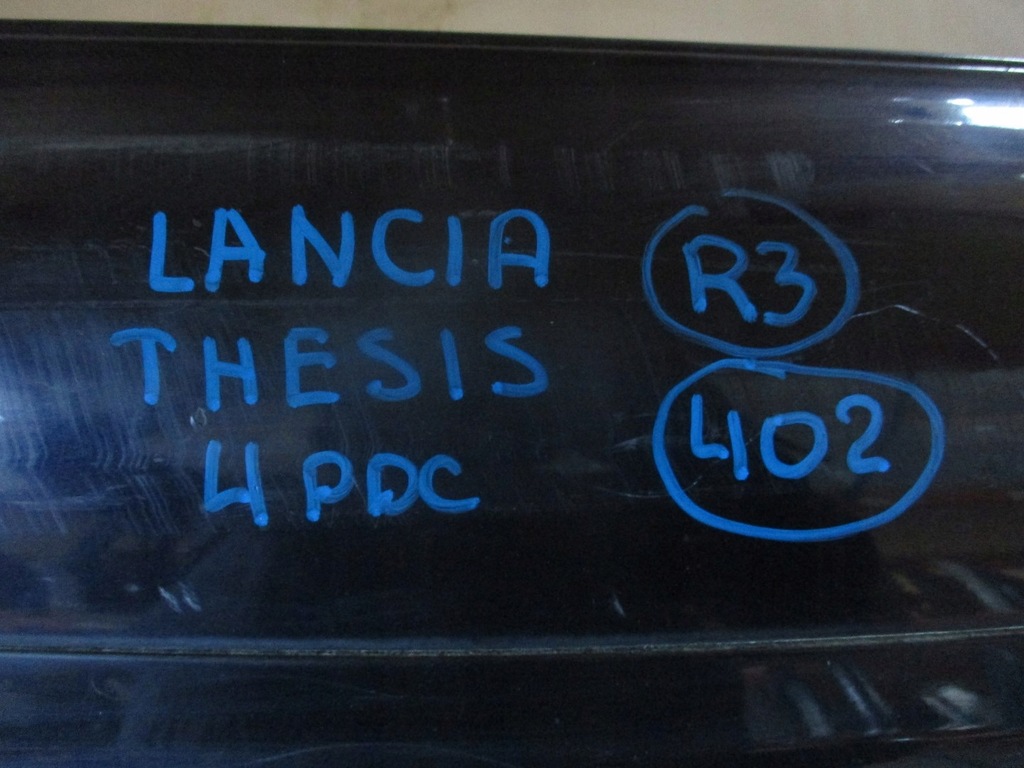 LANCIA
THESIS
4 PDC
R3
402